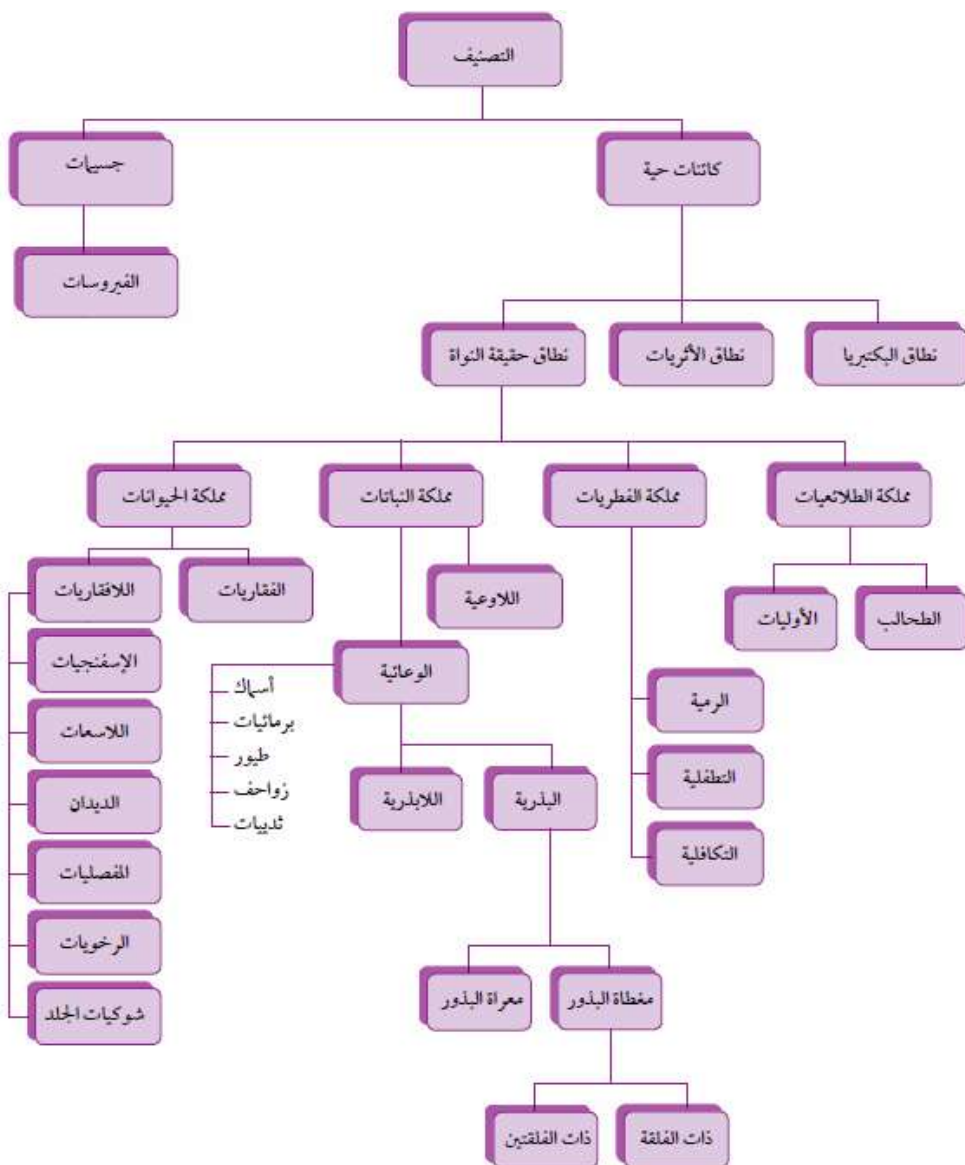 التصنيف
كائنات حية
جسيمات
الفيروسات
نطاق البكتيريا
نطاق الأثريات
نطاق حقيقة النواة
مملكة الطلائعيات
مملكة الفطريات
مملكة النباتات
مملكة الحيوانات
الطحالب
الأوليات
الرمية
التطفلية
التكافلية
اللاوعية
الوعائية
البذرية
اللابذرية
مغطاة البذور
معراة البذور
ذات الفلقة
ذات الفلقتين
أسماك
برمائيات
طيور
زواحف
ثدييات
الفقاريات
اللافقاريات
الإسفنجيات
اللاسعات
الديدان
المفصليات
الرخويات
شوكيات الجلد